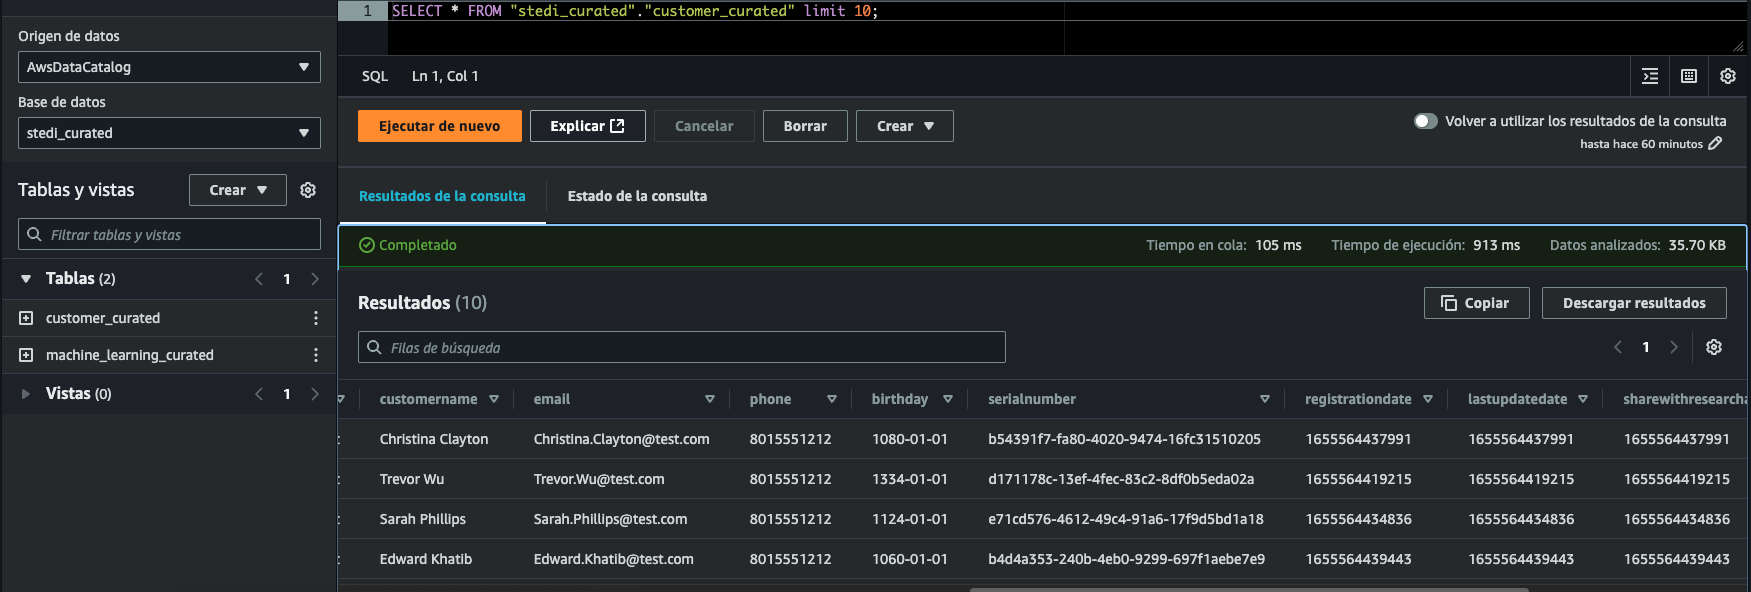 1 SELECT * FROM "stedi_curated"."customer_curated" limit 10;
Origen de datos
AwsDataCatalog
Base de datos
stedi_curated
Tablas y vistas
Crear
Filtrar tablas y vistas
Tablas (2)
1
customer_curated
machine_learning_curated
Vistas (0)
1
SQL Ln 1, Col 1
Ejecutar de nuevo
Explicar
Cancelar
Borrar
Crear
Volver a utilizar los resultados de la consulta
hasta hace 60 minutos
Resultados de la consulta
Estado de la consulta
Completado
Tiempo en cola: 105 ms
Tiempo de ejecución: 913 ms
Datos analizados: 35.70 KB
Resultados (10)
Copiar
Descargar resultados
Filas de búsqueda
1
customername email phone birthday serialnumber registrationdate lastupdatedate sharewithresearcha
Christina Clayton Christina.Clayton@test.com 8015551212 1080-01-01 b54391f7-fa80-4020-9474-16fc31510205 1655564437991 1655564437991 1655564437991
Trevor Wu Trevor.Wu@test.com 8015551212 1334-01-01 d171178c-13ef-4fec-83c2-8df0b5eda02a 1655564419215 1655564419215 1655564419215
Sarah Phillips Sarah.Phillips@test.com 8015551212 1124-01-01 e71cd576-4612-49c4-91a6-17f9d5bd1a18 1655564434836 1655564434836 1655564434836
Edward Khatib Edward.Khatib@test.com 8015551212 1060-01-01 b4d4a353-240b-4eb0-9299-697f1aebe7e9 1655564439443 1655564439443 1655564439443